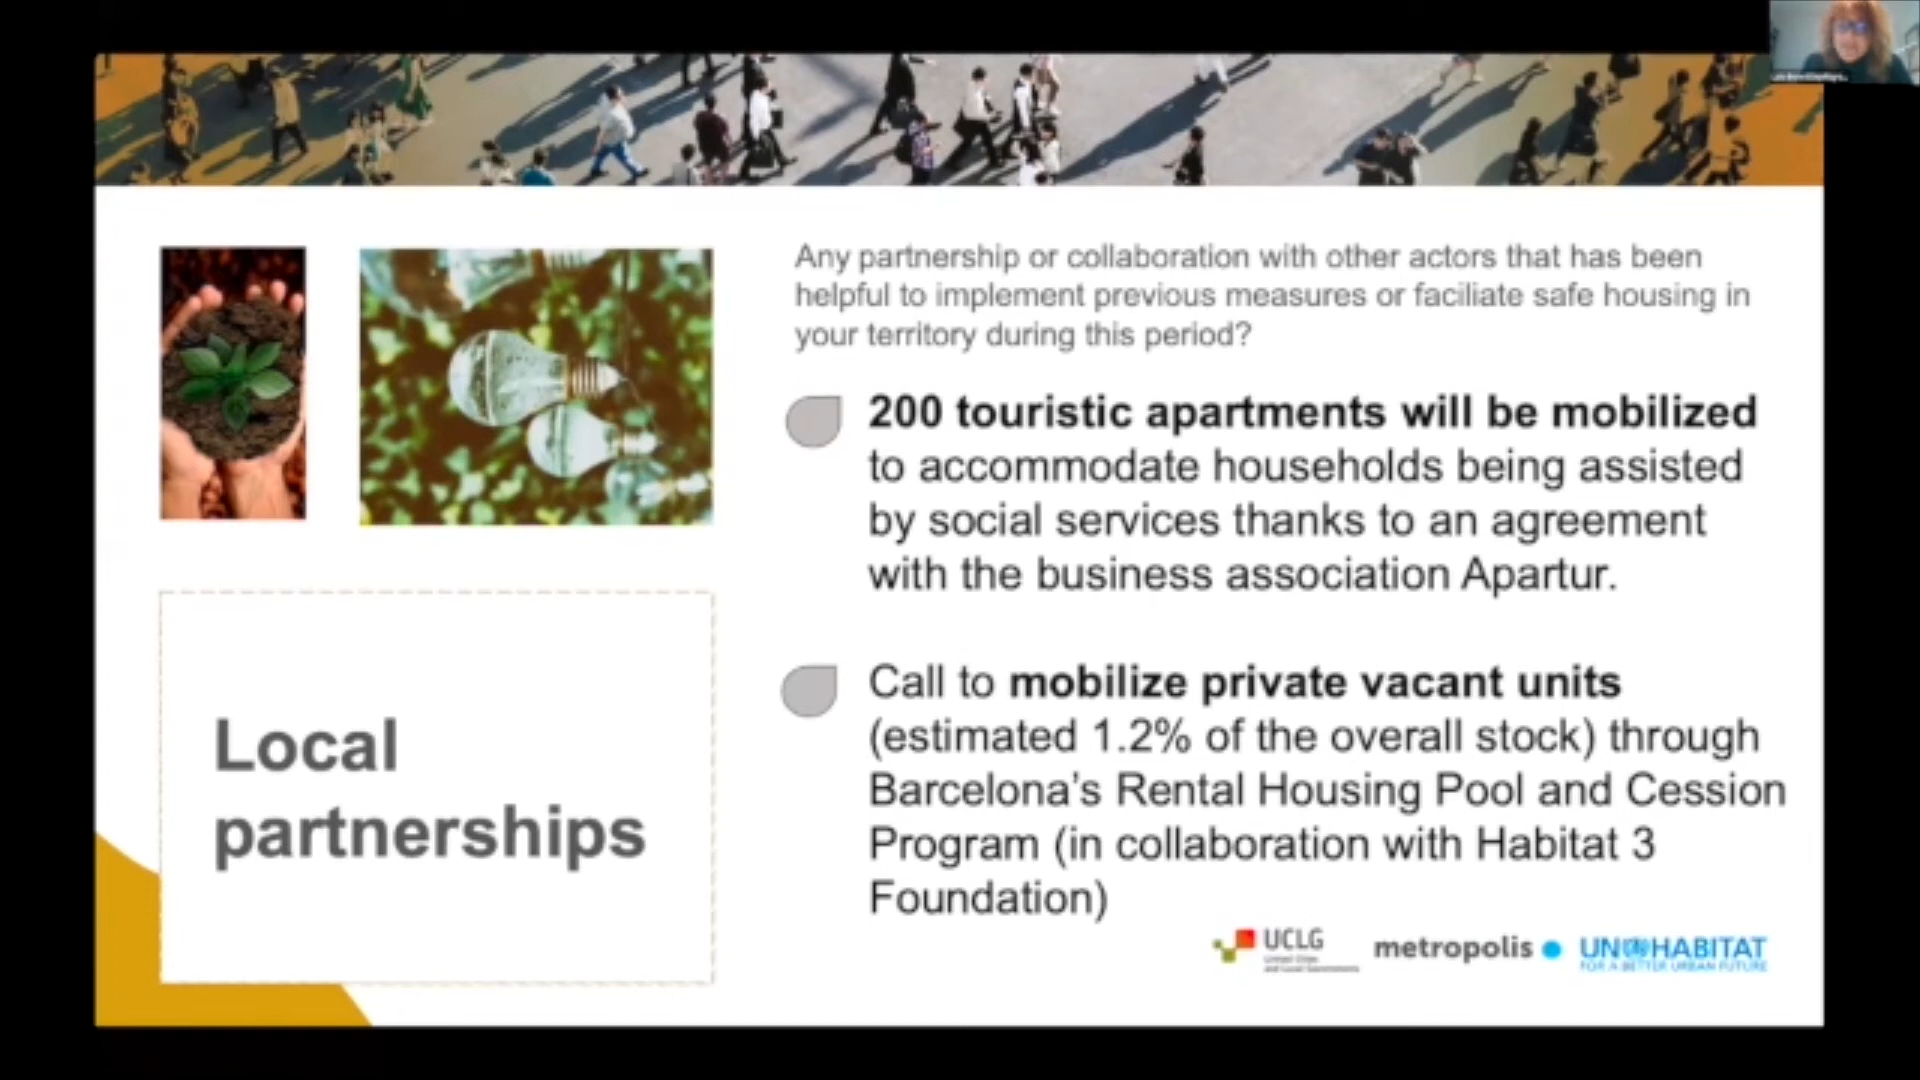 Any partnership or collaboration with other actors that has been
helpful to implement previous measures or faciliate safe housing in
your territory during this period?
200 touristic apartments will be mobilized
to accommodate households being assisted
by social services thanks to an agreement
with the business association Apartur.
Call to mobilize private vacant units
(estimated 1.2% of the overall stock) through
Barcelona's Rental Housing Pool and Cession
Program (in collaboration with Habitat 3
Foundation)
Local
partnerships
UCLG
United Cities
and Local Governments
metropolis
UN HABITAT
FOR A BETTER URBAN FUTURE